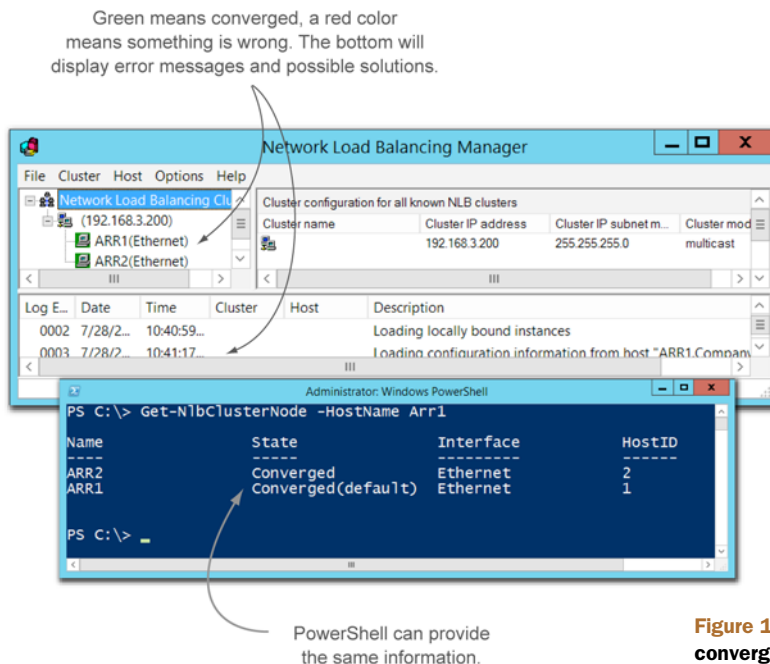 Green means converged, a red color
means something is wrong. The bottom will
display error messages and possible solutions.
Network Load Balancing Manager
File Cluster Host Options Help
Network Load Balancing Clu
(192.168.3.200)
ARR1(Ethernet)
ARR2(Ethernet)
Cluster configuration for all known NLB clusters
Cluster name Cluster IP address Cluster IP subnet m... Cluster mod
192.168.3.200 255.255.255.0 multicast
Log E... Date Time Cluster Host Description
0002 7/28/2... 10:40:59... Loading locally bound instances
0003 7/28/2... 10:41:17... Loading configuration information from host "ARR1.Company
Administrator: Windows PowerShell
PS C:\> Get-NlbClusterNode -HostName Arr1
Name State Interface HostID
---- ----- --------- ------
ARR2 Converged Ethernet 2
ARR1 Converged(default) Ethernet 1
PS C:\> _
PowerShell can provide
the same information.
Figure 1
converg